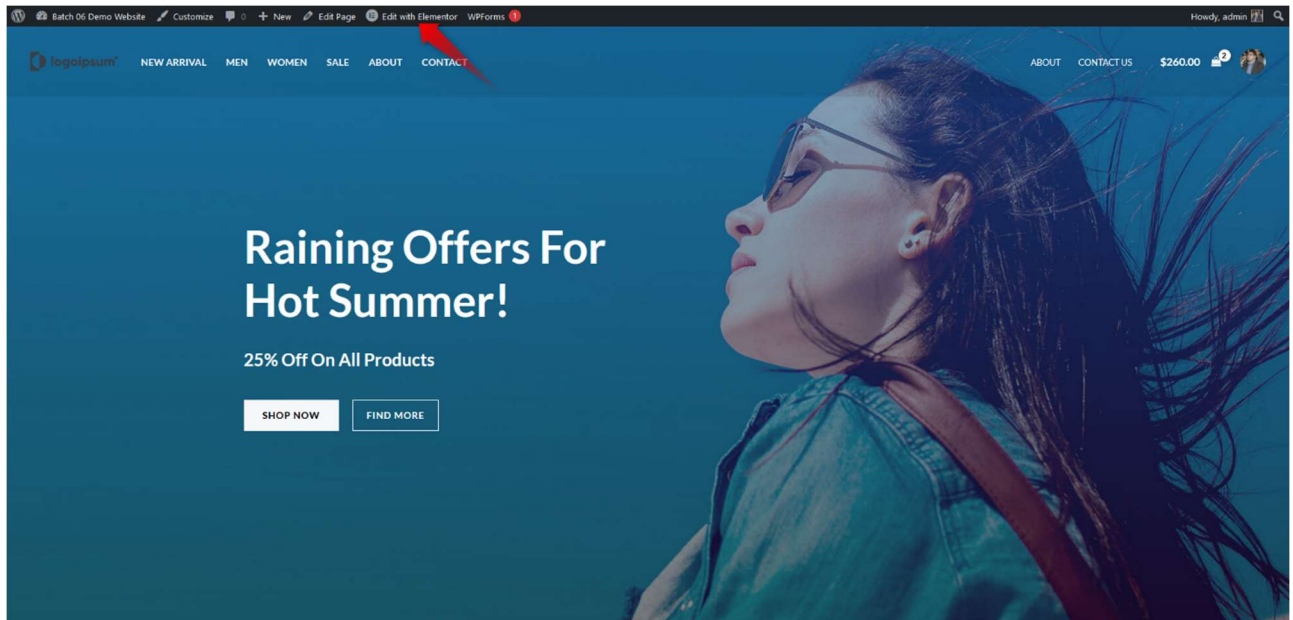 Batch 06 Demo Website Customize 0 New Edit Page Edit with Elementor WPForms 1 Howdy, admin
logoipsum NEW ARRIVAL MEN WOMEN SALE ABOUT CONTACT ABOUT CONTACT US $260.00 2
Raining Offers For
Hot Summer!
25% Off On All Products
SHOP NOW FIND MORE